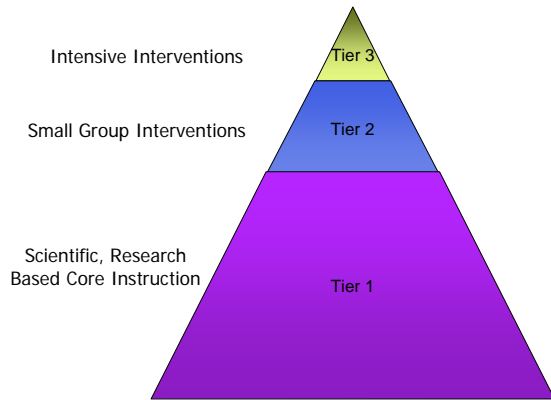 Intensive Interventions
Tier 3
Small Group Interventions
Tier 2
Scientific, Research
Based Core Instruction
Tier 1